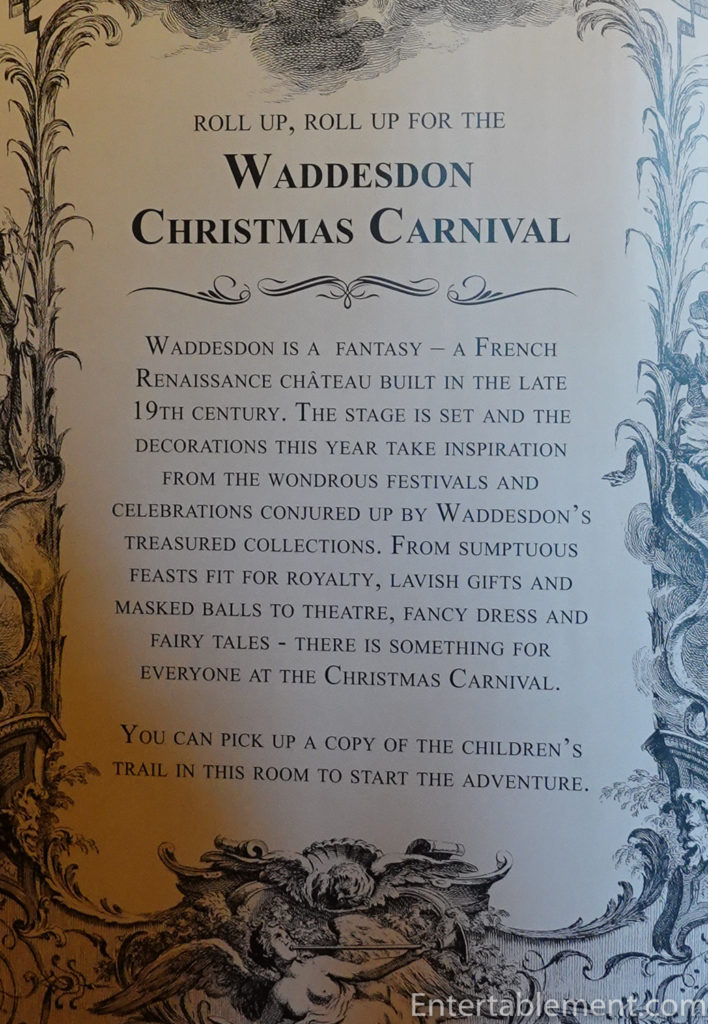 ROLL UP, ROLL UP FOR THE
WADDESDON
CHRISTMAS CARNIVAL
WADDESDON IS A FANTASY – A FRENCH
RENAISSANCE CHÂTEAU BUILT IN THE LATE
19TH CENTURY. THE STAGE IS SET AND THE
DECORATIONS THIS YEAR TAKE INSPIRATION
FROM THE WONDROUS FESTIVALS AND
CELEBRATIONS CONJURED UP BY WADDESDON'S
TREASURED COLLECTIONS. FROM SUMPTUOUS
FEASTS FIT FOR ROYALTY, LAVISH GIFTS AND
MASKED BALLS TO THEATRE, FANCY DRESS AND
FAIRY TALES - THERE IS SOMETHING FOR
EVERYONE AT THE CHRISTMAS CARNIVAL.
YOU CAN PICK UP A COPY OF THE CHILDREN'S
TRAIL IN THIS ROOM TO START THE ADVENTURE.
Entertablement.com